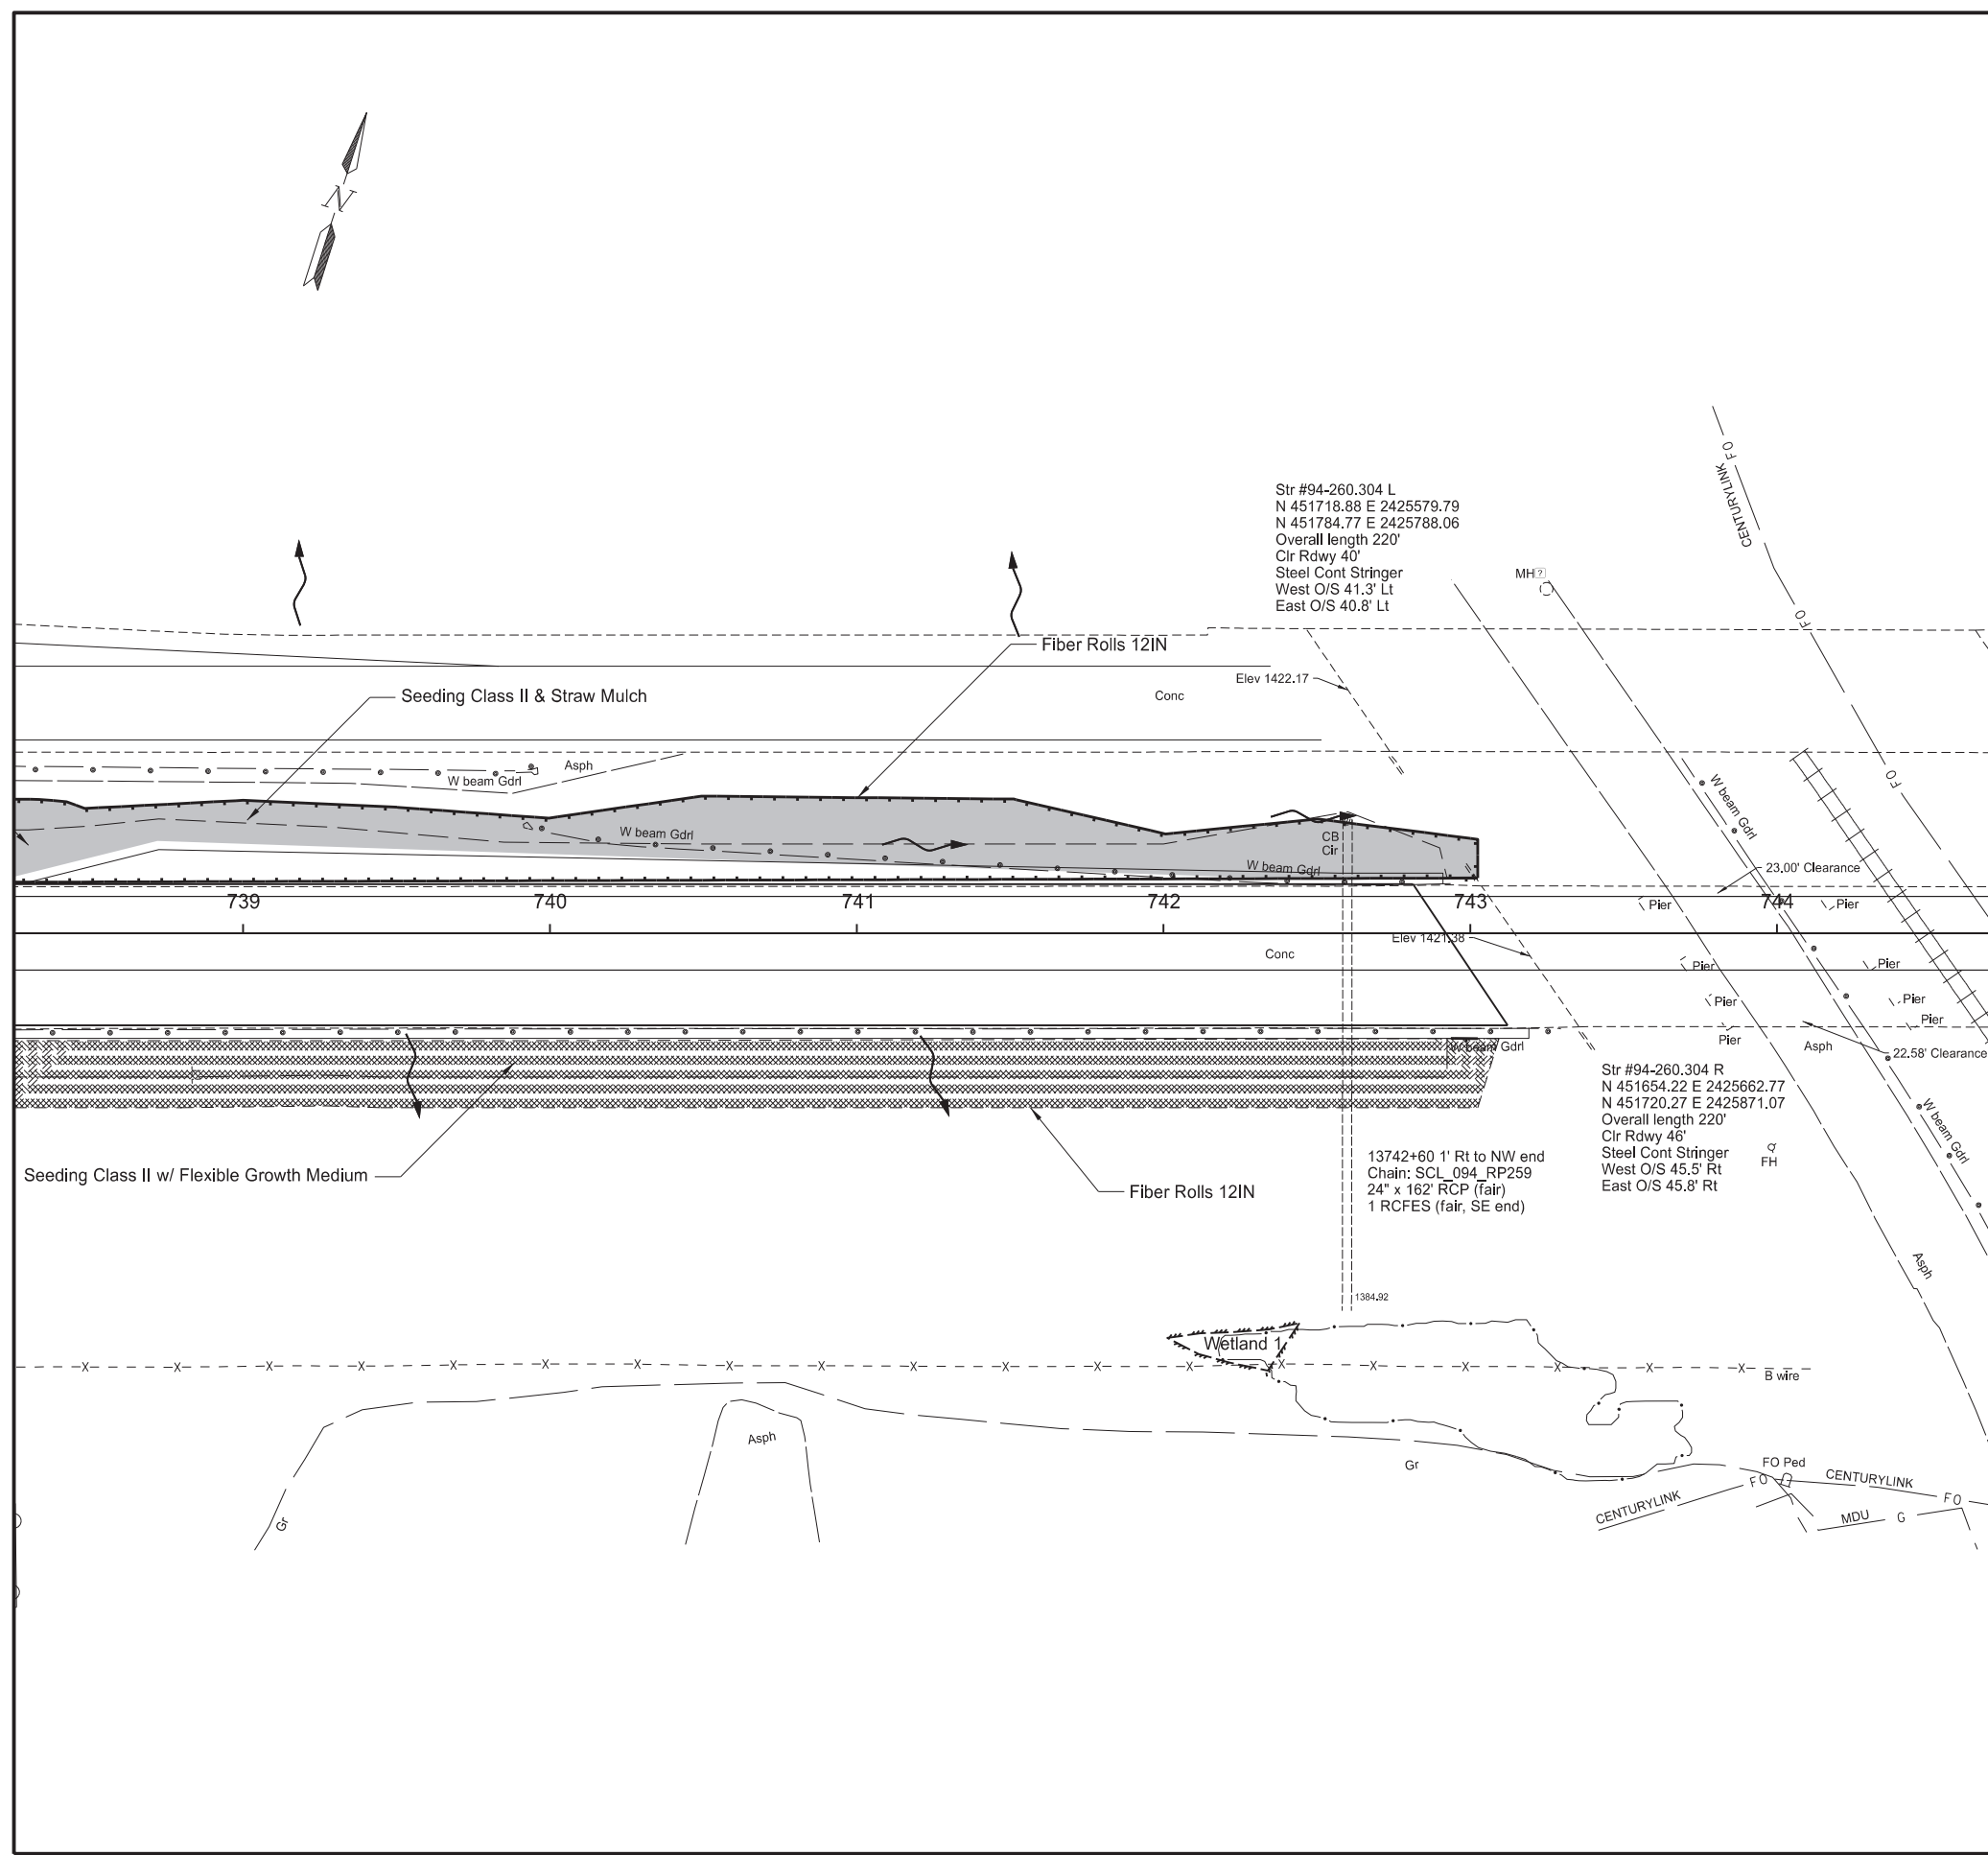 N
CENTURYLINK FO
Str #94-260.304 L
N 451718.88 E 2425579.79
N 451784.77 E 2425788.06
Overall length 220'
Clr Rdwy 40'
Steel Cont Stringer
West O/S 41.3' Lt
East O/S 40.8' Lt
MH
FO
Fiber Rolls 12IN
Elev 1422.17
Seeding Class II & Straw Mulch
Conc
Asph
W beam Gdrl
FO
W beam Gdrl
W beam Gdrl
CB
Cir
W beam Gdrl
23.00' Clearance
739
740
741
742
743
744
Pier
Pier
Elev 1421.38
Conc
Pier
Pier
Pier
Pier
Pier
Pier
Asph
W beam Gdrl
22.58' Clearance
Str #94-260.304 R
N 451654.22 E 2425662.77
N 451720.27 E 2425871.07
Overall length 220'
Clr Rdwy 46'
Steel Cont Stringer
West O/S 45.5' Rt
East O/S 45.8' Rt
W beam Gdrl
FH
Seeding Class II w/ Flexible Growth Medium
Fiber Rolls 12IN
13742+60 1' Rt to NW end
Chain: SCL_094_RP259
24" x 162' RCP (fair)
1 RCFES (fair, SE end)
Asph
1384.92
Wetland 1
X X X X X X X X X X X X X X X X X X X
B wire
Asph
Gr
Gr
FO Ped
CENTURYLINK FO
CENTURYLINK FO
MDU G